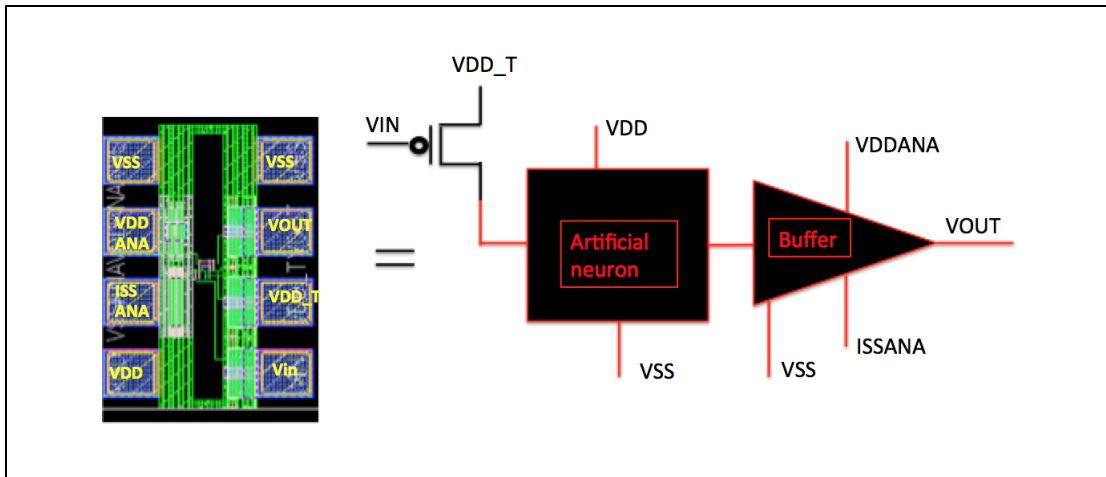 VSS
VSS
VDD
ANA
VOUT
ISS
ANA
VDD_T
VDD
Vin
=
VDD_T
VIN
VDD
Artificial
neuron
VSS
VDDANA
Buffer
VOUT
ISSANA
VSS